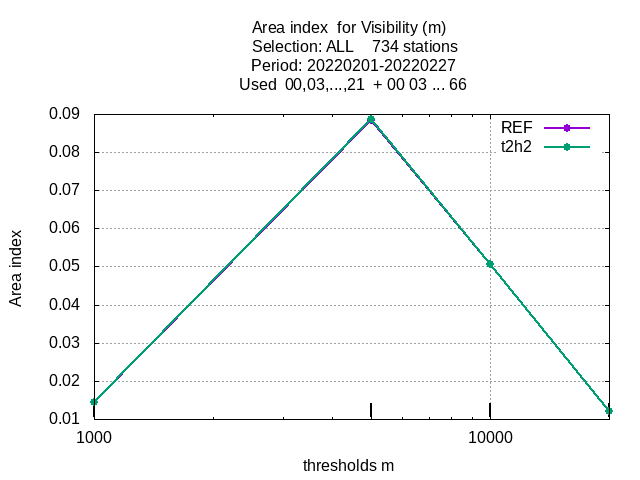 Area index  for Visibility (m)
Selection: ALL    734 stations
Period: 20220201-20220227
Used  00,03,...,21  + 00 03 ... 66
REF
t2h2
0.09
0.08
0.07
0.06
0.05
0.04
0.03
0.02
0.01
Area index
1000
10000
thresholds m